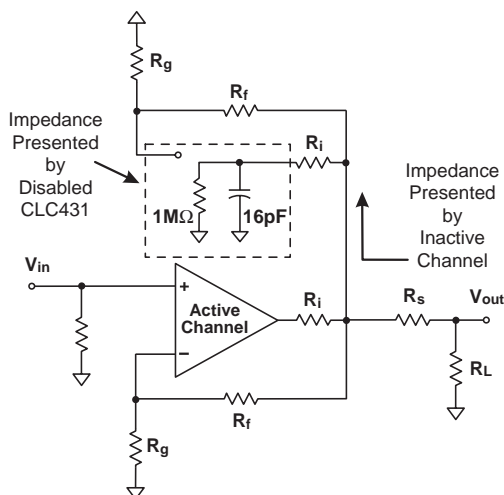 Rg
Rf
Impedance
Presented
by
Disabled
CLC431
Ri
1MΩ
16pF
Impedance
Presented
by
Inactive
Channel
Vin
+
Active
Channel
−
Ri
Rs
Vout
RL
Rf
Rg